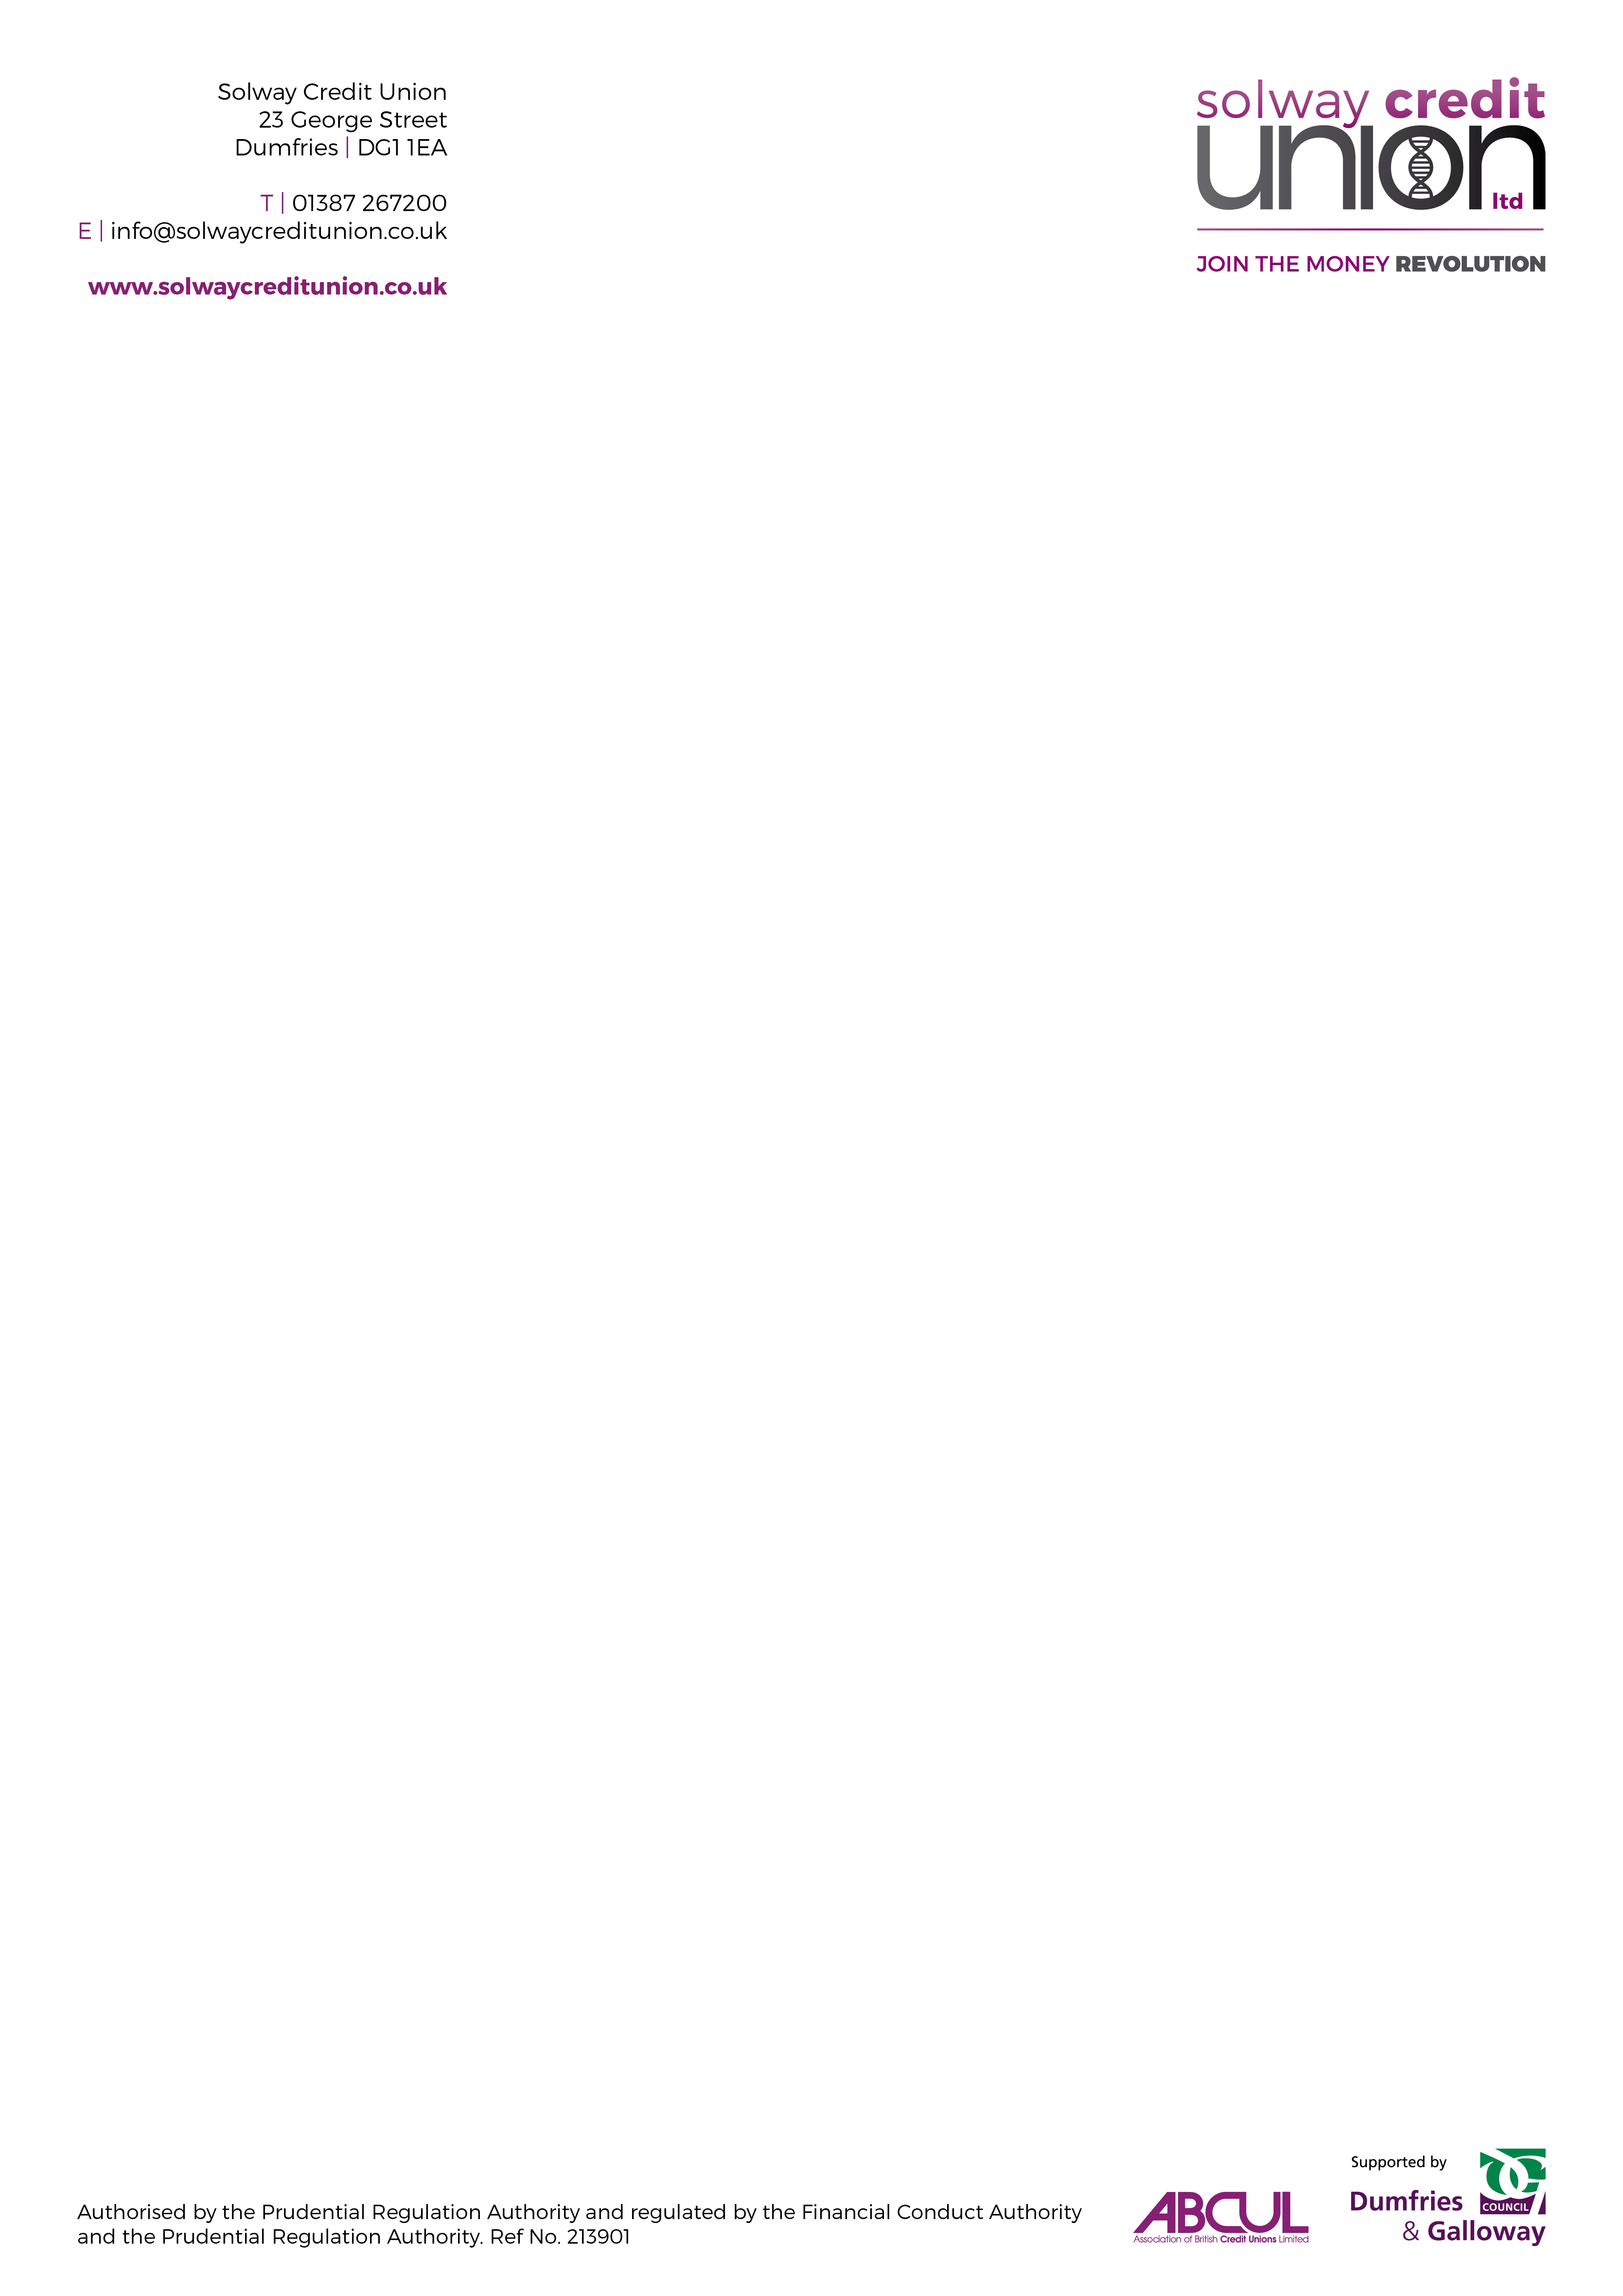 Solway Credit Union
23 George Street
Dumfries | DG1 1EA
T | 01387 267200
E | info@solwaycreditunion.co.uk
www.solwaycreditunion.co.uk
solway credit
union ltd
JOIN THE MONEY REVOLUTION
Authorised by the Prudential Regulation Authority and regulated by the Financial Conduct Authority
and the Prudential Regulation Authority. Ref No. 213901
ABCUL
Association of British Credit Unions Limited
Supported by
Dumfries
& Galloway
COUNCIL